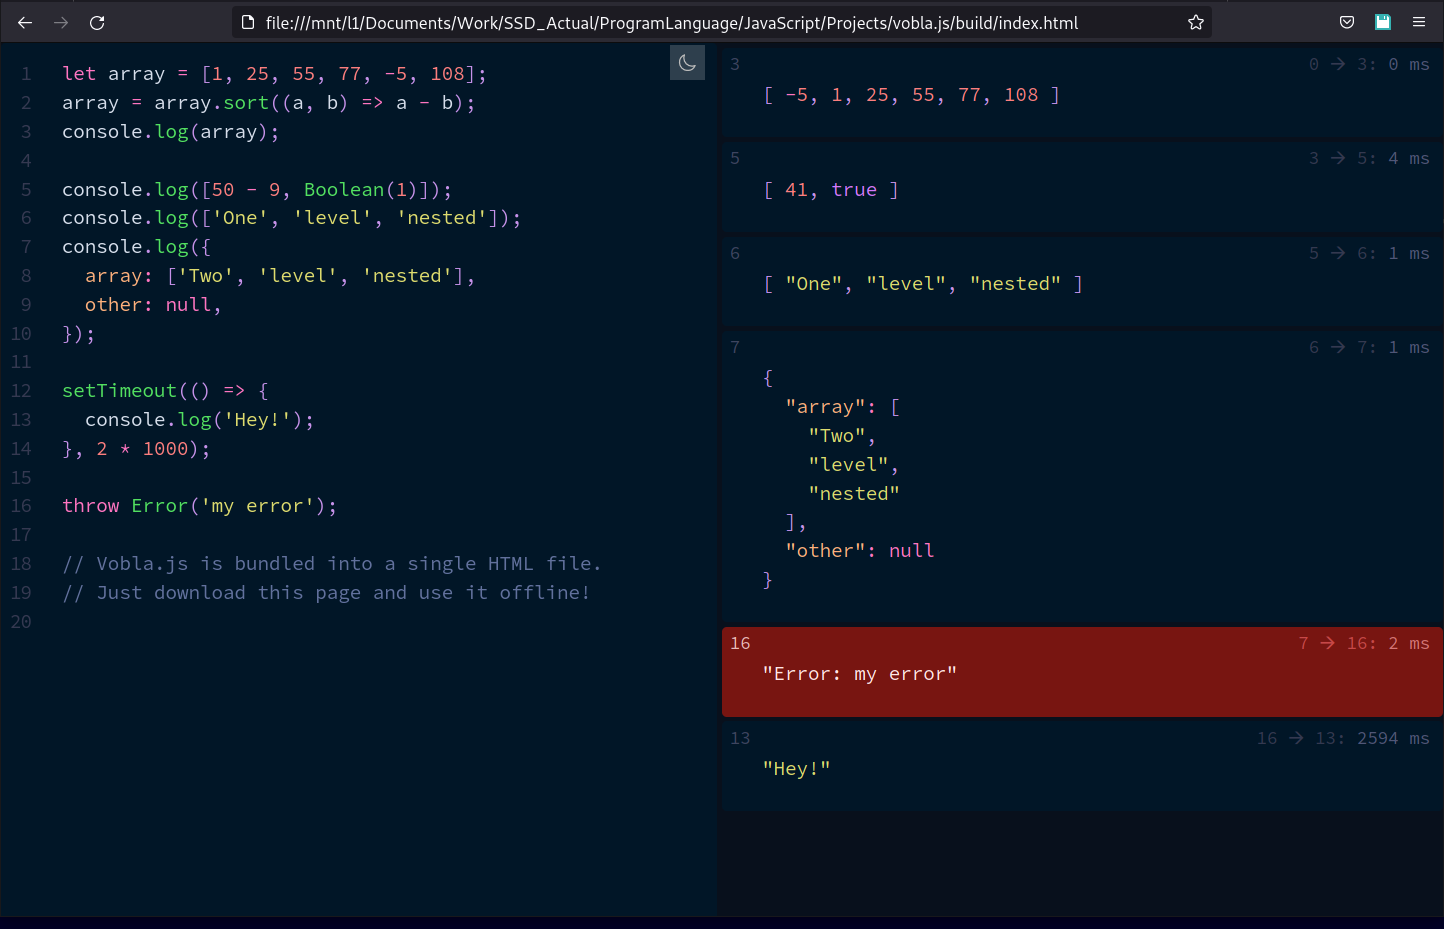 file:///mnt/l1/Documents/Work/SSD_Actual/ProgramLanguage/JavaScript/Projects/vobla.js/build/index.html
1 let array = [1, 25, 55, 77, -5, 108];
2 array = array.sort((a, b) => a - b);
3 console.log(array);
4
5 console.log([50 - 9, Boolean(1)]);
6 console.log(['One', 'level', 'nested']);
7 console.log({
8   array: ['Two', 'level', 'nested'],
9   other: null,
10 });
11
12 setTimeout(() => {
13   console.log('Hey!');
14 }, 2 * 1000);
15
16 throw Error('my error');
17
18 // Vobla.js is bundled into a single HTML file.
19 // Just download this page and use it offline!
20
3 0 → 3: 0 ms
[ -5, 1, 25, 55, 77, 108 ]
5 3 → 5: 4 ms
[ 41, true ]
6 5 → 6: 1 ms
[ "One", "level", "nested" ]
7 6 → 7: 1 ms
{
  "array": [
    "Two",
    "level",
    "nested"
  ],
  "other": null
}
16 7 → 16: 2 ms
"Error: my error"
13 16 → 13: 2594 ms
"Hey!"